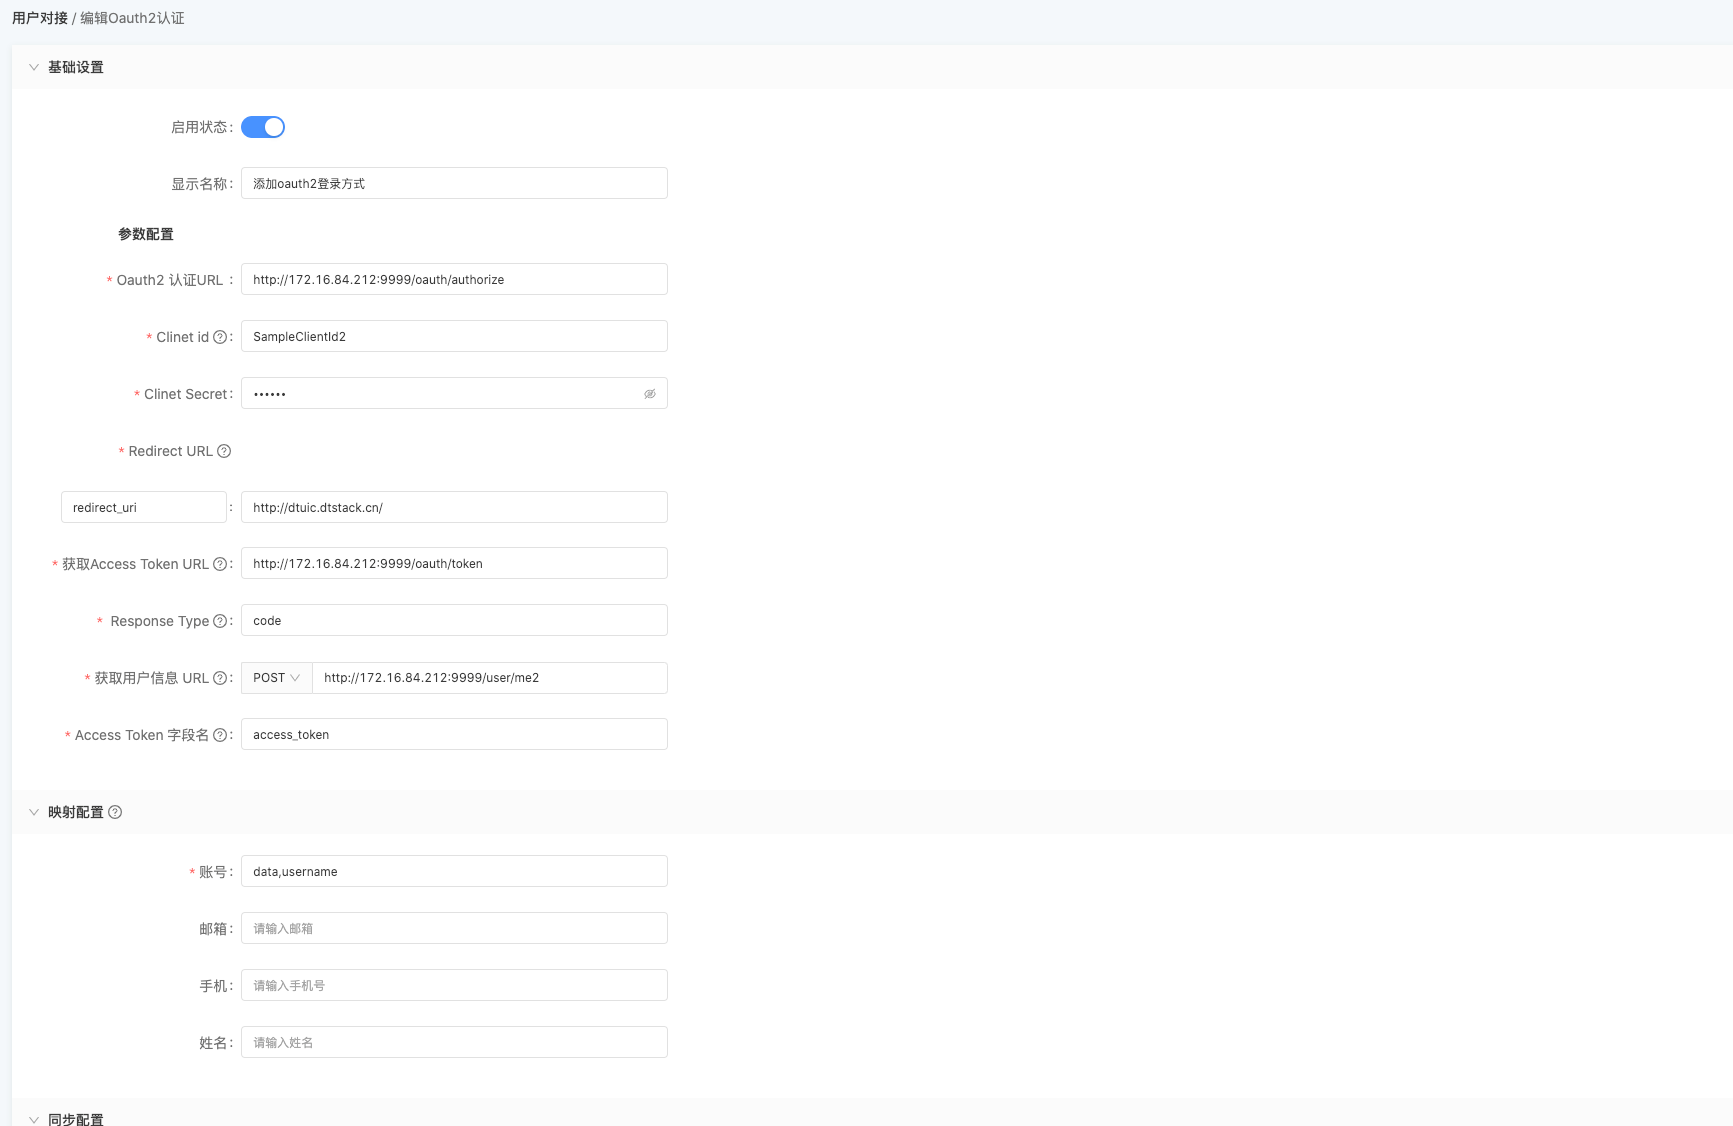 用户对接 / 编辑Oauth2认证
基础设置
启用状态：
显示名称： 添加oauth2登录方式
参数配置
* Oauth2 认证URL ： http://172.16.84.212:9999/oauth/authorize
* Clinet id ?： SampleClientId2
* Clinet Secret： ••••••
* Redirect URL ?
redirect_uri ： http://dtuic.dtstack.cn/
* 获取Access Token URL ?： http://172.16.84.212:9999/oauth/token
* Response Type ?： code
* 获取用户信息 URL ?： POST http://172.16.84.212:9999/user/me2
* Access Token 字段名 ?： access_token
映射配置 ?
* 账号： data,username
邮箱： 请输入邮箱
手机： 请输入手机号
姓名： 请输入姓名
同步配置